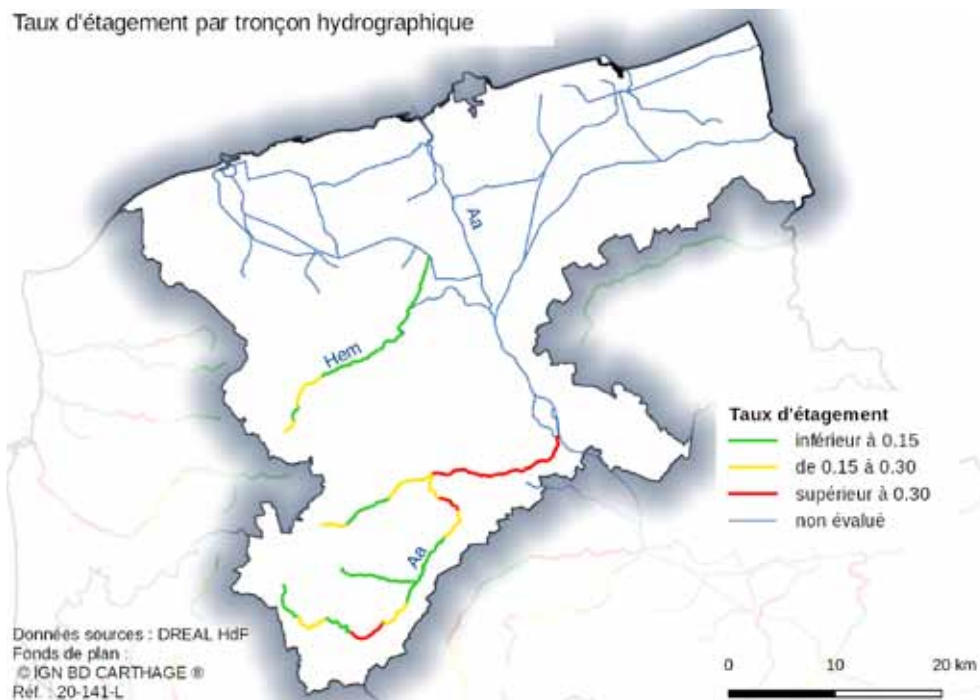 Taux d'étagement par tronçon hydrographique
Aa
Hem
Taux d'étagement
inférieur à 0.15
de 0.15 à 0.30
supérieur à 0.30
non évalué
Aa
Données sources : DREAL HdF
Fonds de plan :
© IGN BD CARTHAGE ®
Réf. : 20-141-L
0 10 20 km